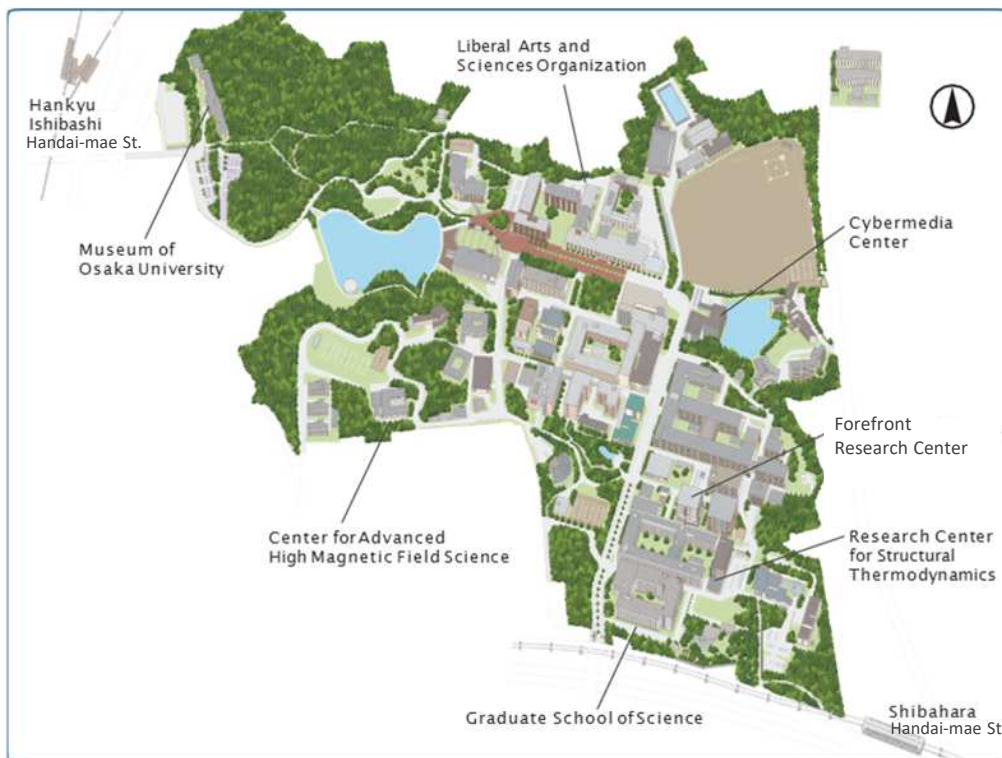 Liberal Arts and
Sciences Organization
Hankyu
Ishibashi
Handai-mae St.
Museum of
Osaka University
Cybermedia
Center
Forefront
Research Center
Center for Advanced
High Magnetic Field Science
Research Center
for Structural
Thermodynamics
Graduate School of Science
Shibahara
Handai-mae St